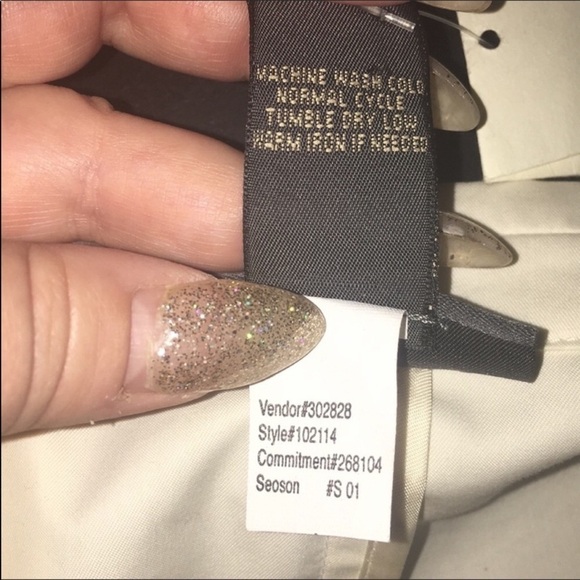 MACHINE WASH COLD
NORMAL CYCLE
TUMBLE DRY LOW
WARM IRON IF NEEDED
Vendor#302828
Style#102114
Commitment#268104
Seoson #S 01